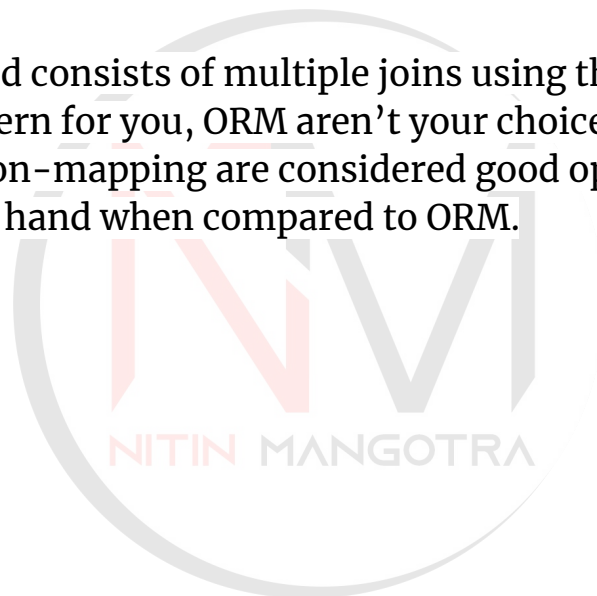 d consists of multiple joins using th
ern for you, ORM aren’t your choice
on-mapping are considered good op
hand when compared to ORM.
NITIN MANGOTRA